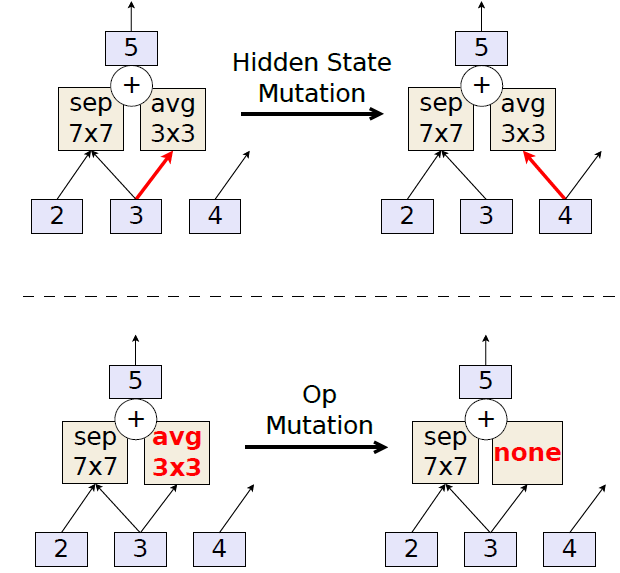 5
+
sep
7x7
avg
3x3
2
3
4
Hidden State
Mutation
5
+
sep
7x7
avg
3x3
2
3
4
5
+
sep
7x7
avg
3x3
2
3
4
Op
Mutation
5
+
sep
7x7
none
2
3
4